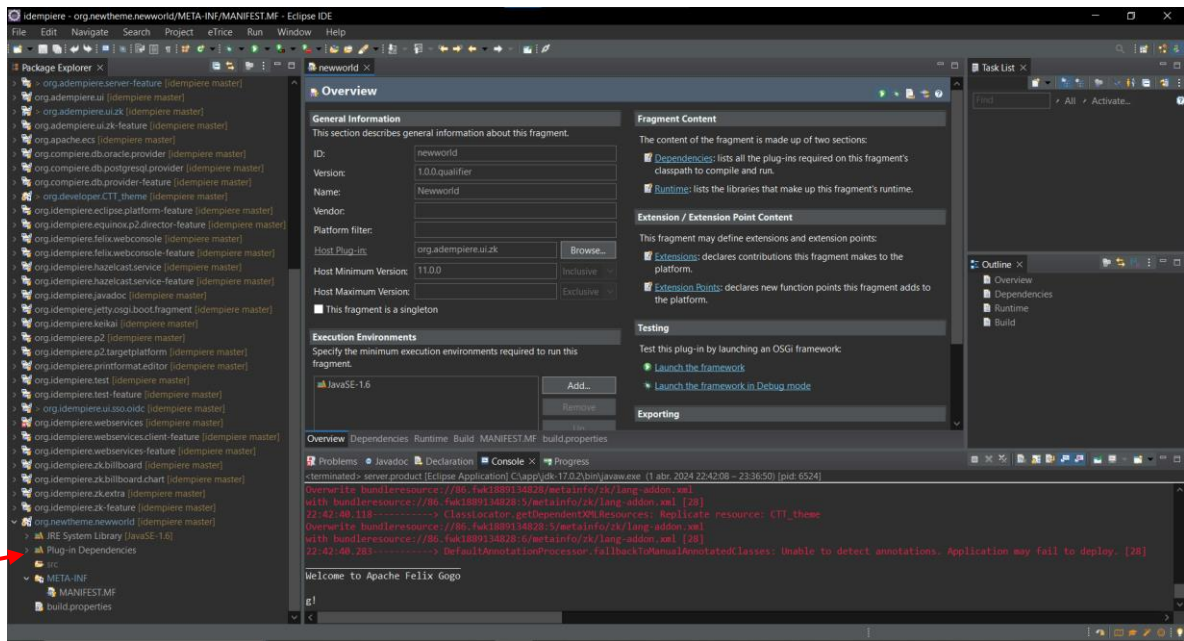 idempiere - org.newtheme.newworld/META-INF/MANIFEST.MF - Eclipse IDE
File Edit Navigate Search Project eTrice Run Window Help
Package Explorer
> org.adempiere.server-feature [idempiere master]
org.adempiere.ui [idempiere master]
> org.adempiere.ui.zk [idempiere master]
org.adempiere.ui.zk-feature [idempiere master]
org.apache.ecs [idempiere master]
org.compiere.db.oracle.provider [idempiere master]
org.compiere.db.postgresql.provider [idempiere master]
org.compiere.db.provider-feature [idempiere master]
> org.developer.CTT_theme [idempiere master]
org.idempiere.eclipse.platform-feature [idempiere master]
org.idempiere.equinox.p2.director-feature [idempiere master]
org.idempiere.felix.webconsole [idempiere master]
org.idempiere.felix.webconsole-feature [idempiere master]
org.idempiere.hazelcast.service [idempiere master]
org.idempiere.hazelcast.service-feature [idempiere master]
org.idempiere.javadoc [idempiere master]
org.idempiere.jetty.osgi.boot.fragment [idempiere master]
org.idempiere.keikai [idempiere master]
org.idempiere.p2 [idempiere master]
org.idempiere.p2.targetplatform [idempiere master]
org.idempiere.printformat.editor [idempiere master]
org.idempiere.test [idempiere master]
org.idempiere.test-feature [idempiere master]
> org.idempiere.ui.sso.oidc [idempiere master]
org.idempiere.webservices [idempiere master]
org.idempiere.webservices.client-feature [idempiere master]
org.idempiere.webservices-feature [idempiere master]
org.idempiere.zk.billboard [idempiere master]
org.idempiere.zk.billboard.chart [idempiere master]
org.idempiere.zk.extra [idempiere master]
org.idempiere.zk-feature [idempiere master]
org.newtheme.newworld [idempiere master]
JRE System Library [JavaSE-1.6]
Plug-in Dependencies
src
META-INF
MANIFEST.MF
build.properties
newworld
Overview
General Information
This section describes general information about this fragment.
ID: newworld
Version: 1.0.0.qualifier
Name: Newworld
Vendor:
Platform filter:
Host Plug-in: org.adempiere.ui.zk Browse...
Host Minimum Version: 11.0.0 Inclusive
Host Maximum Version: Exclusive
This fragment is a singleton
Execution Environments
Specify the minimum execution environments required to run this
fragment.
JavaSE-1.6
Add...
Remove
Up
Fragment Content
The content of the fragment is made up of two sections:
Dependencies: lists all the plug-ins required on this fragment's
classpath to compile and run.
Runtime: lists the libraries that make up this fragment's runtime.
Extension / Extension Point Content
This fragment may define extensions and extension points:
Extensions: declares contributions this fragment makes to the
platform.
Extension Points: declares new function points this fragment adds to
the platform.
Testing
Test this plug-in by launching an OSGi framework:
Launch the framework
Launch the framework in Debug mode
Exporting
Overview Dependencies Runtime Build MANIFEST.MF build.properties
Problems Javadoc Declaration Console Progress
<terminated> server.product [Eclipse Application] C:\app\jdk-17.0.2\bin\javaw.exe (1 abr. 2024 22:42:08 – 23:36:50) [pid: 6524]
Overwrite bundleresource://86.fwk1889134828/metainfo/zk/lang-addon.xml
with bundleresource://86.fwk1889134828:5/metainfo/zk/lang-addon.xml [28]
22:42:40.118-----------> ClassLocator.getDependentXMLResources: Replicate resource: CTT_theme
Overwrite bundleresource://86.fwk1889134828:5/metainfo/zk/lang-addon.xml
with bundleresource://86.fwk1889134828:6/metainfo/zk/lang-addon.xml [28]
22:42:40.283-----------> DefaultAnnotationProcessor.fallbackToManualAnnotatedClasses: Unable to detect annotations. Application may fail to deploy. [28]
Welcome to Apache Felix Gogo
g!
Task List
Find All Activate...
Outline
Overview
Dependencies
Runtime
Build